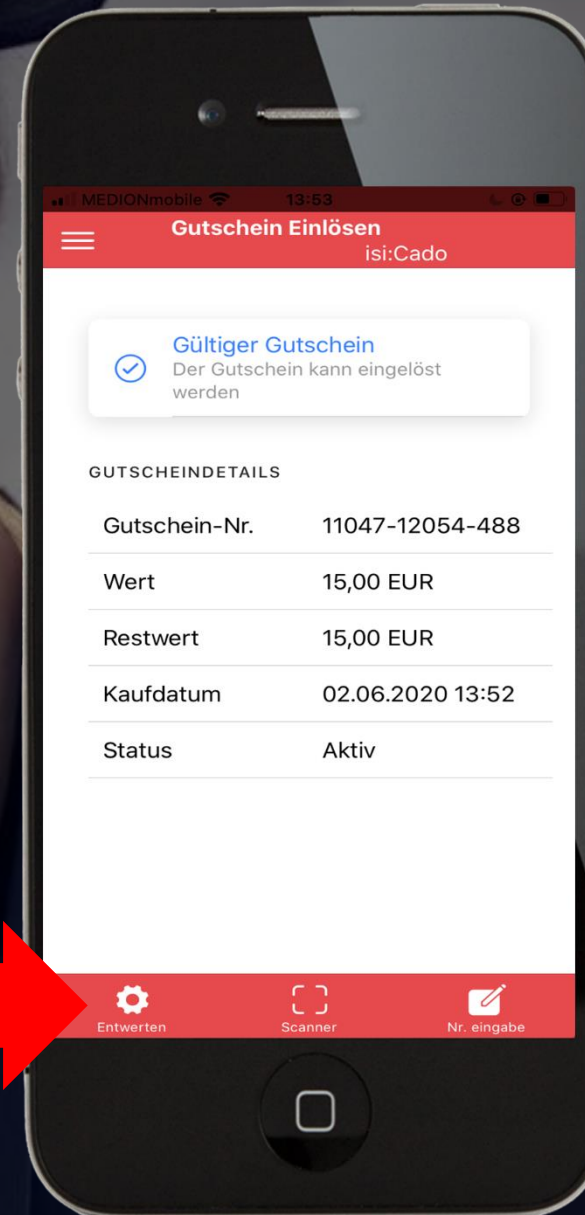 MEDIONmobile 13:53
Gutschein Einlösen
isi:Cado
Gültiger Gutschein
Der Gutschein kann eingelöst
werden
GUTSCHEINDETAILS
Gutschein-Nr. 11047-12054-488
Wert 15,00 EUR
Restwert 15,00 EUR
Kaufdatum 02.06.2020 13:52
Status Aktiv
Entwerten Scanner Nr. eingabe